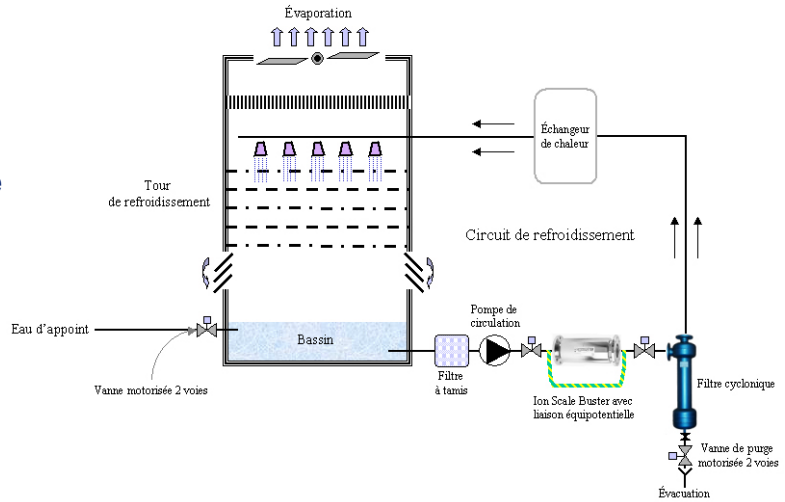 Évaporation
Échangeur
de chaleur
Tour
de refroidissement
Circuit de refroidissement
Eau d'appoint
Bassin
Pompe de
circulation
Vanne motorisée 2 voies
Filtre
à tamis
Ion Scale Buster avec
liaison équipotentielle
Filtre cyclonique
Vanne de purge
motorisée 2 voies
Évacuation